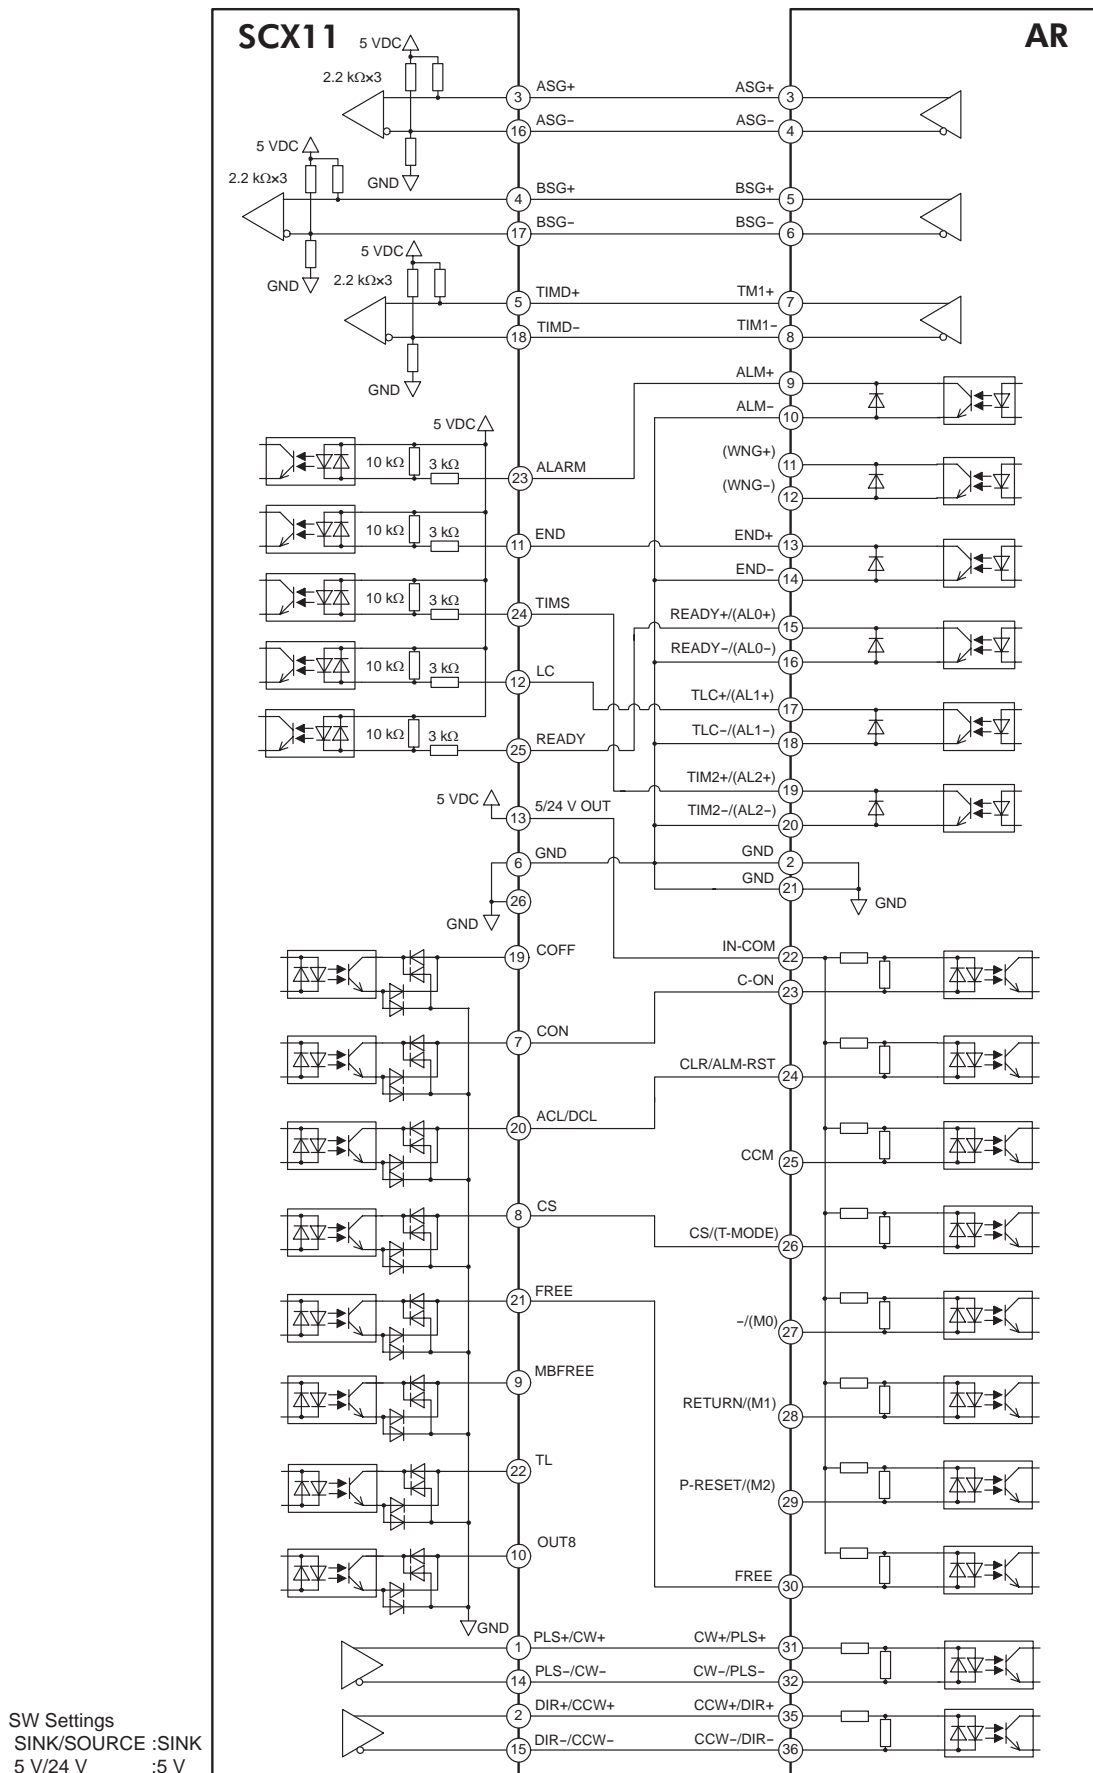 SCX11
AR
5 VDC
2.2 kΩ×3
3 ASG+ ASG+ 3
16 ASG− ASG− 4
GND
5 VDC
2.2 kΩ×3
4 BSG+ BSG+ 5
17 BSG− BSG− 6
GND
5 VDC
2.2 kΩ×3
5 TIMD+ TM1+ 7
18 TIMD− TIM1− 8
GND
ALM+ 9
ALM− 10
5 VDC
(WNG+) 11
10 kΩ 3 kΩ 23 ALARM
(WNG−) 12
10 kΩ 3 kΩ 11 END END+ 13
END− 14
10 kΩ 3 kΩ 24 TIMS
READY+/(AL0+) 15
READY−/(AL0−) 16
10 kΩ 3 kΩ 12 LC
TLC+/(AL1+) 17
TLC−/(AL1−) 18
10 kΩ 3 kΩ 25 READY
TIM2+/(AL2+) 19
5 VDC 13 5/24 V OUT
TIM2−/(AL2−) 20
6 GND GND 2
GND 21
26
GND
GND
19 COFF IN-COM 22
C-ON 23
7 CON
CLR/ALM-RST 24
20 ACL/DCL
CCM 25
8 CS
CS/(T-MODE) 26
21 FREE
−/(M0) 27
9 MBFREE
RETURN/(M1) 28
22 TL
P-RESET/(M2) 29
10 OUT8
FREE 30
GND
1 PLS+/CW+ CW+/PLS+ 31
14 PLS−/CW− CW−/PLS− 32
2 DIR+/CCW+ CCW+/DIR+ 35
15 DIR−/CCW− CCW−/DIR− 36
SW Settings
SINK/SOURCE :SINK
5 V/24 V :5 V